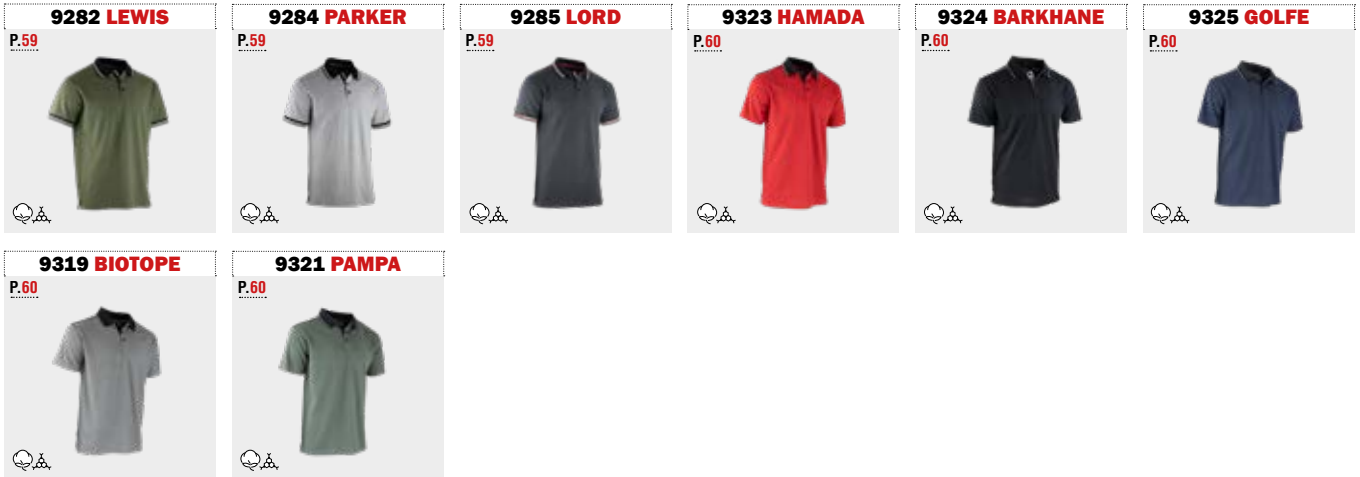 9282 LEWIS
P.59
9284 PARKER
P.59
9285 LORD
P.59
9323 HAMADA
P.60
9324 BARKHANE
P.60
9325 GOLFE
P.60
9319 BIOTOPE
P.60
9321 PAMPA
P.60